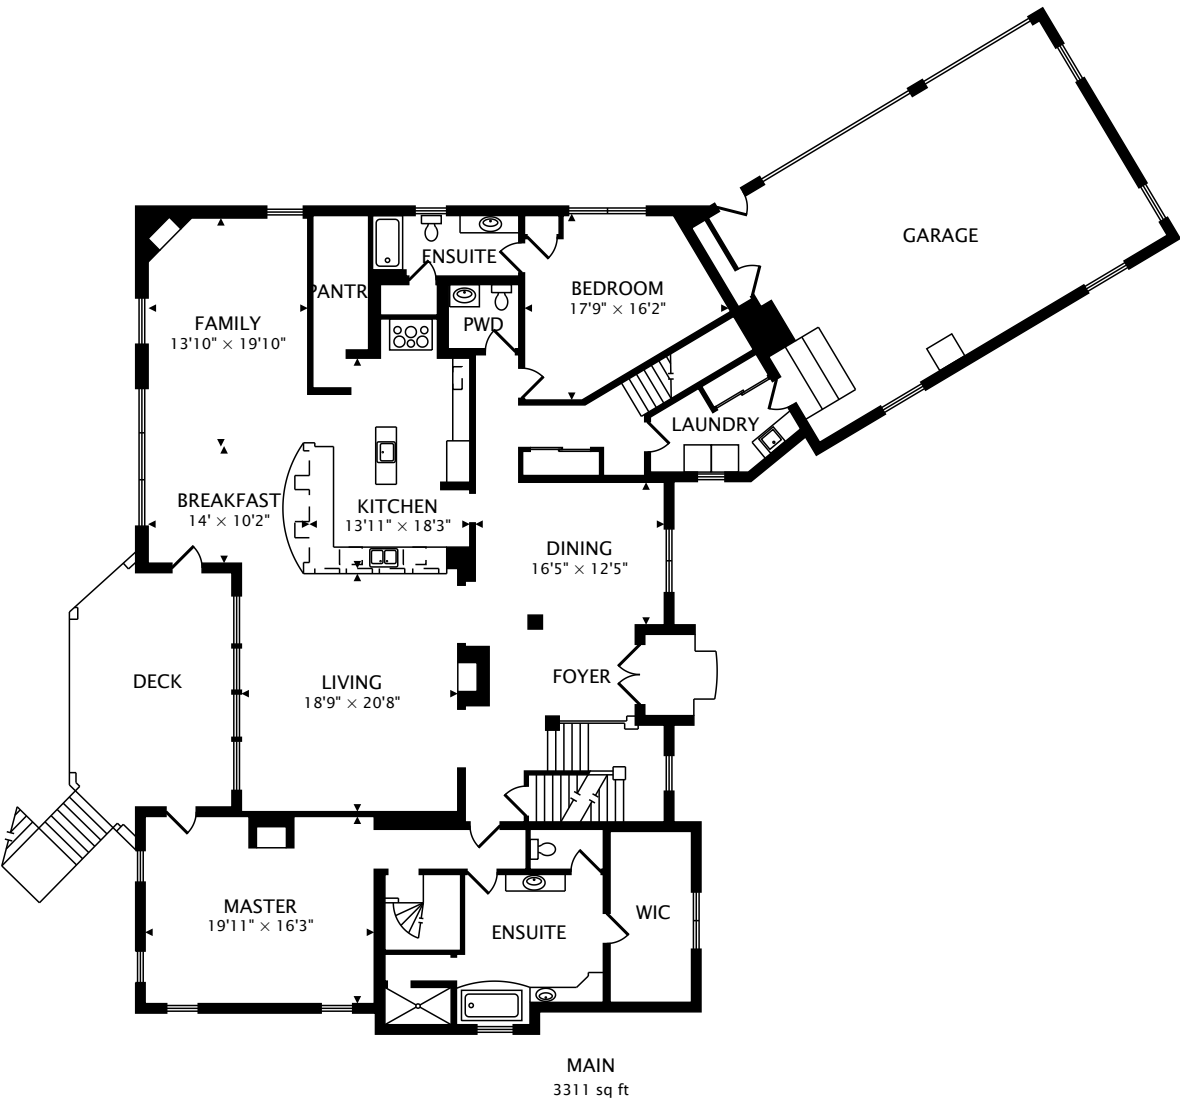 GARAGE
ENSUITE
PANTR
BEDROOM
17'9" × 16'2"
FAMILY
13'10" × 19'10"
PWD
LAUNDRY
BREAKFAST
14' × 10'2"
KITCHEN
13'11" × 18'3"
DINING
16'5" × 12'5"
FOYER
DECK
LIVING
18'9" × 20'8"
MASTER
19'11" × 16'3"
WIC
ENSUITE
MAIN
3311 sq ft